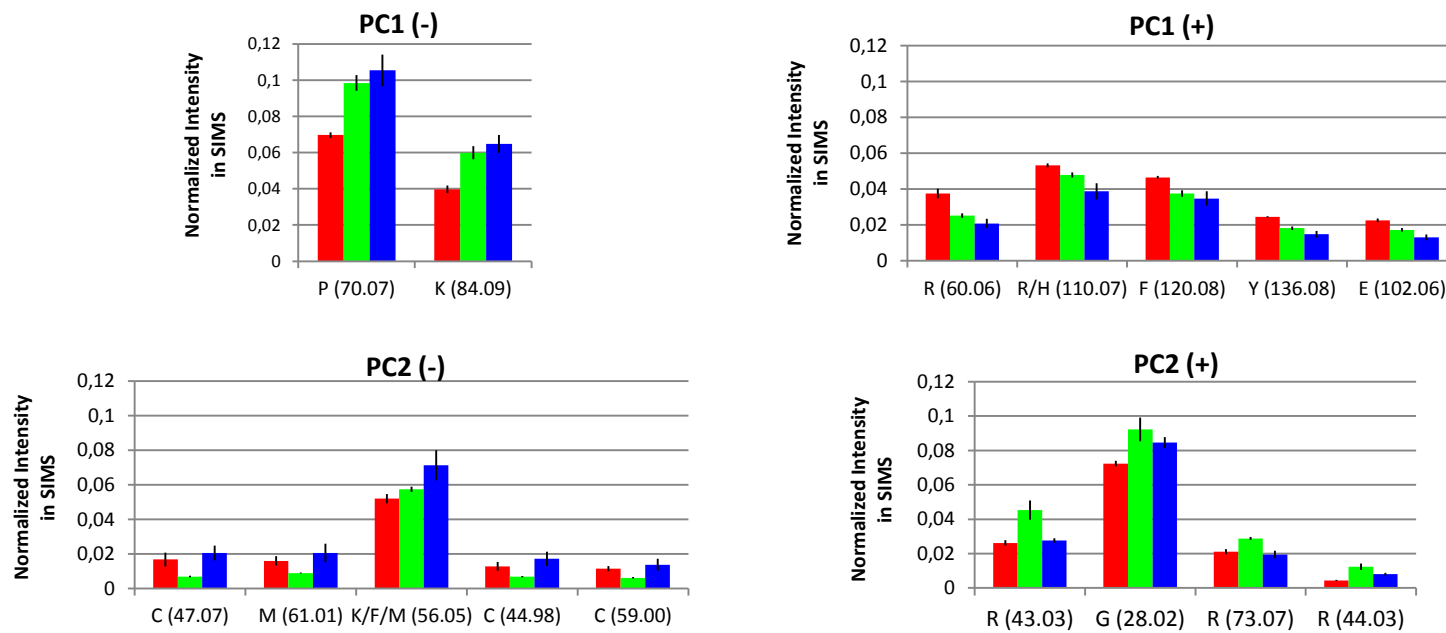 PC1 (-)
Normalized Intensity
in SIMS
0,12
0,1
0,08
0,06
0,04
0,02
0
P (70.07) K (84.09)
PC1 (+)
Normalized Intensity
in SIMS
0,12
0,1
0,08
0,06
0,04
0,02
0
R (60.06) R/H (110.07) F (120.08) Y (136.08) E (102.06)
PC2 (-)
Normalized Intensity
in SIMS
0,12
0,1
0,08
0,06
0,04
0,02
0
C (47.07) M (61.01) K/F/M (56.05) C (44.98) C (59.00)
PC2 (+)
Normalized Intensity
in SIMS
0,12
0,1
0,08
0,06
0,04
0,02
0
R (43.03) G (28.02) R (73.07) R (44.03)